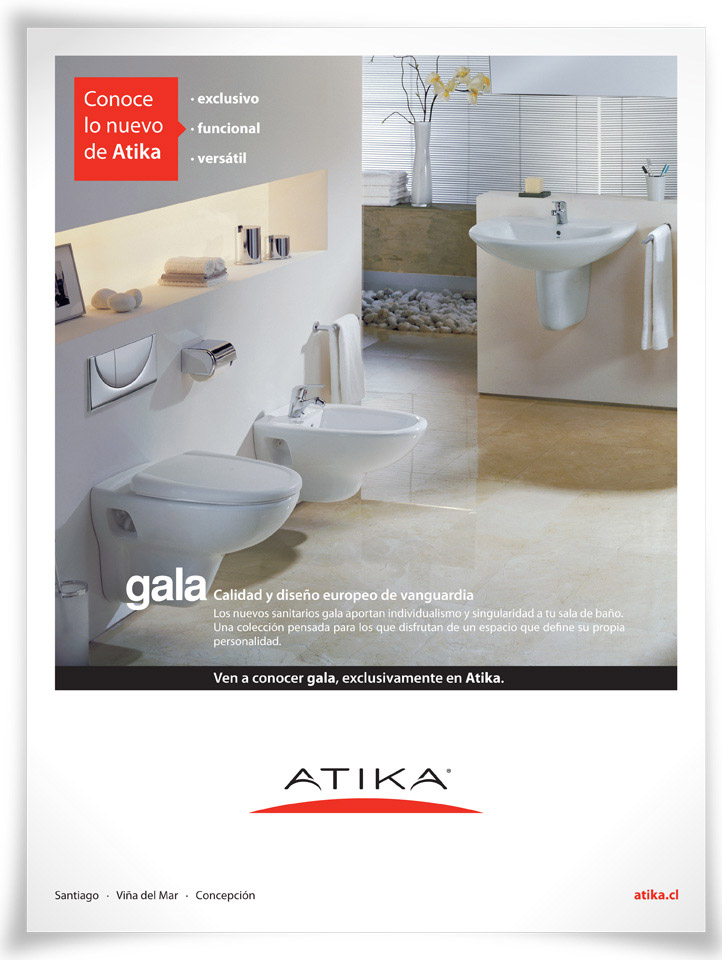 Conoce
lo nuevo
de Atika
· exclusivo
· funcional
· versátil
gala Calidad y diseño europeo de vanguardia
Los nuevos sanitarios gala aportan individualismo y singularidad a tu sala de baño.
Una colección pensada para los que disfrutan de un espacio que define su propia
personalidad.
Ven a conocer gala, exclusivamente en Atika.
ATIKA®
Santiago · Viña del Mar · Concepción
atika.cl